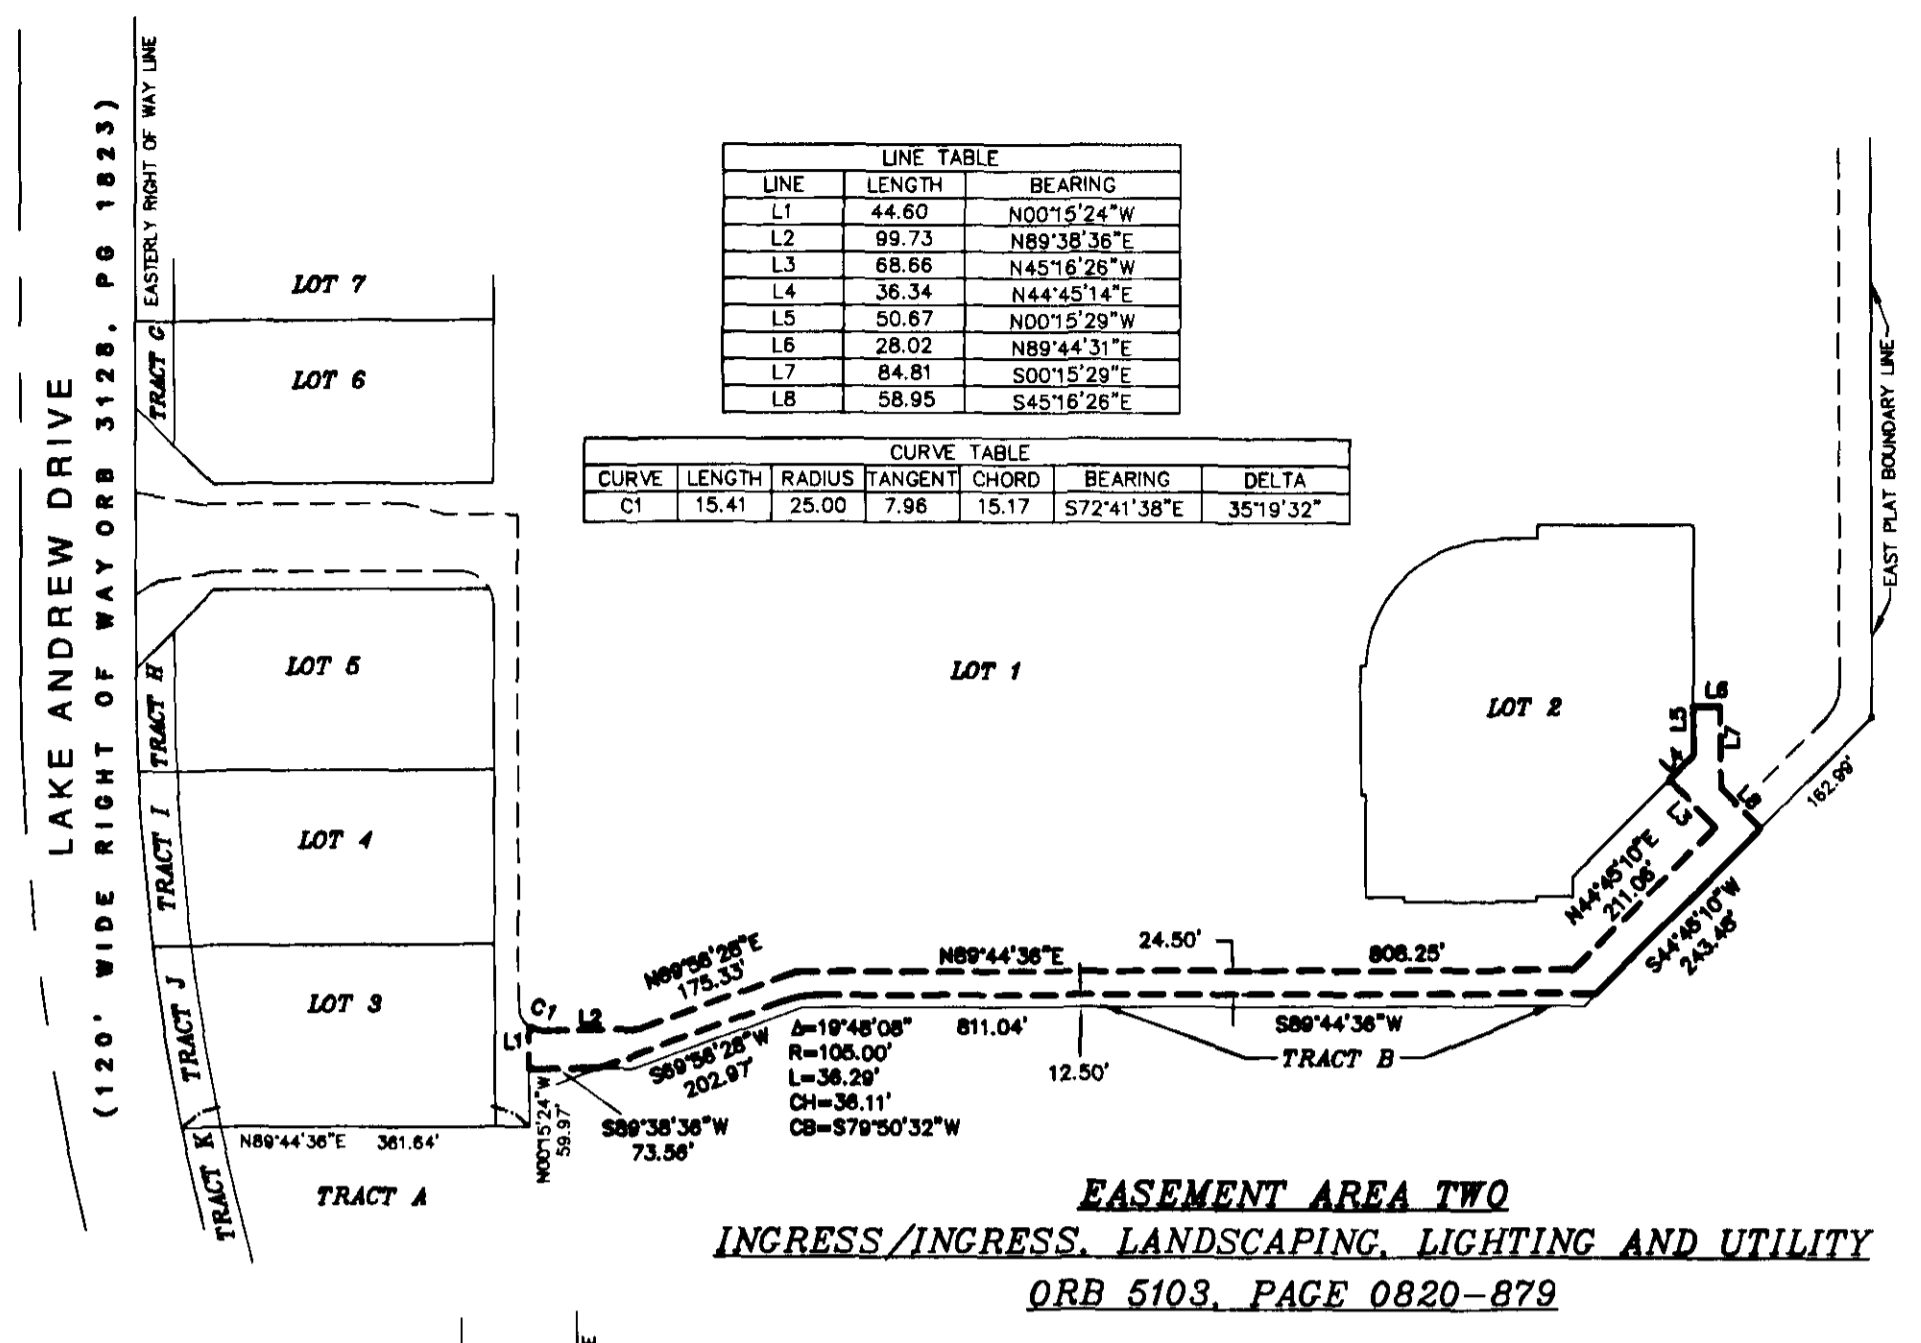 LAKE ANDREW DRIVE
(120' WIDE RIGHT OF WAY ORB 3128, PG 1823)
EASTERLY RIGHT OF WAY LINE
LINE TABLE
LINE LENGTH BEARING
L1 44.60 N00°15'24"W
L2 99.73 N89°38'36"E
L3 68.66 N45°16'26"W
L4 36.34 N44°45'14"E
L5 50.67 N00°15'29"W
L6 28.02 N89°44'31"E
L7 84.81 S00°15'29"E
L8 58.95 S45°16'26"E
CURVE TABLE
CURVE LENGTH RADIUS TANGENT CHORD BEARING DELTA
C1 15.41 25.00 7.96 15.17 S72°41'38"E 35°19'32"
LOT 7
TRACT G
LOT 6
LOT 5
TRACT H
LOT 4
TRACT I
LOT 3
TRACT J
TRACT K
N89°44'36"E 361.64'
TRACT A
LOT 1
LOT 2
EAST PLAT BOUNDARY LINE
L6
L5
L7
L4
L8
L3
162.99'
N44°45'10"E
211.06'
S44°45'10"W
243.46'
C1
L2
L1
N69°56'28"E
175.33'
N89°44'36"E
24.50'
808.25'
S69°56'28"W
202.97'
Δ=19°48'08"
R=105.00'
L=36.29'
CH=36.11'
CB=S79°50'32"W
811.04'
12.50'
S89°44'36"W
TRACT B
N00°15'24"W
59.97'
S89°38'36"W
73.56'
EASEMENT AREA TWO
INGRESS/INGRESS, LANDSCAPING, LIGHTING AND UTILITY
ORB 5103, PAGE 0820-879